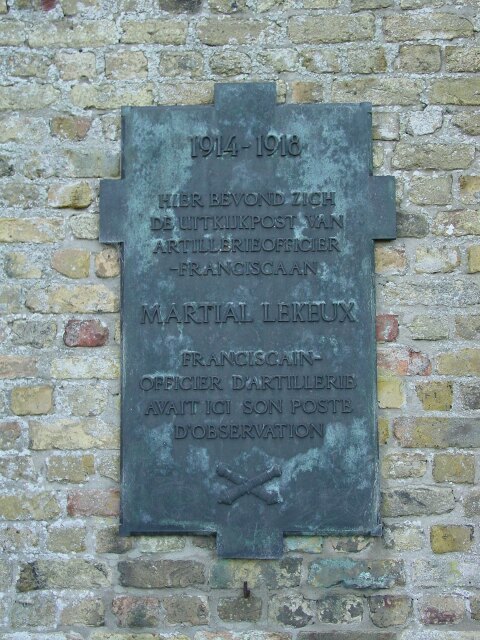 1914-1918
HIER BEVOND ZICH
DE UITKIJKPOST VAN
ARTILLERIEOFFICIER
-FRANCISCAAN
MARTIAL LEKEUX
FRANCISCAIN-
OFFICIER D'ARTILLERIE
AVAIT ICI SON POSTE
D'OBSERVATION